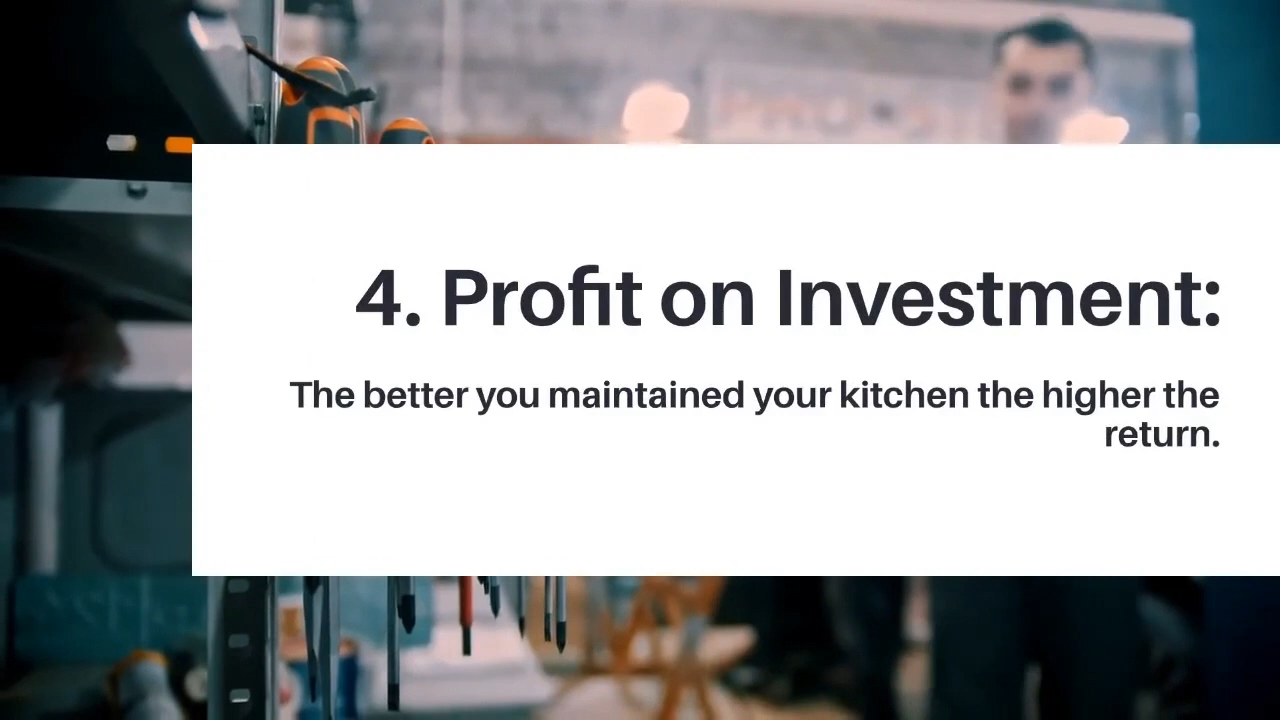 4. Profit on Investment:
The better you maintained your kitchen the higher the
return.